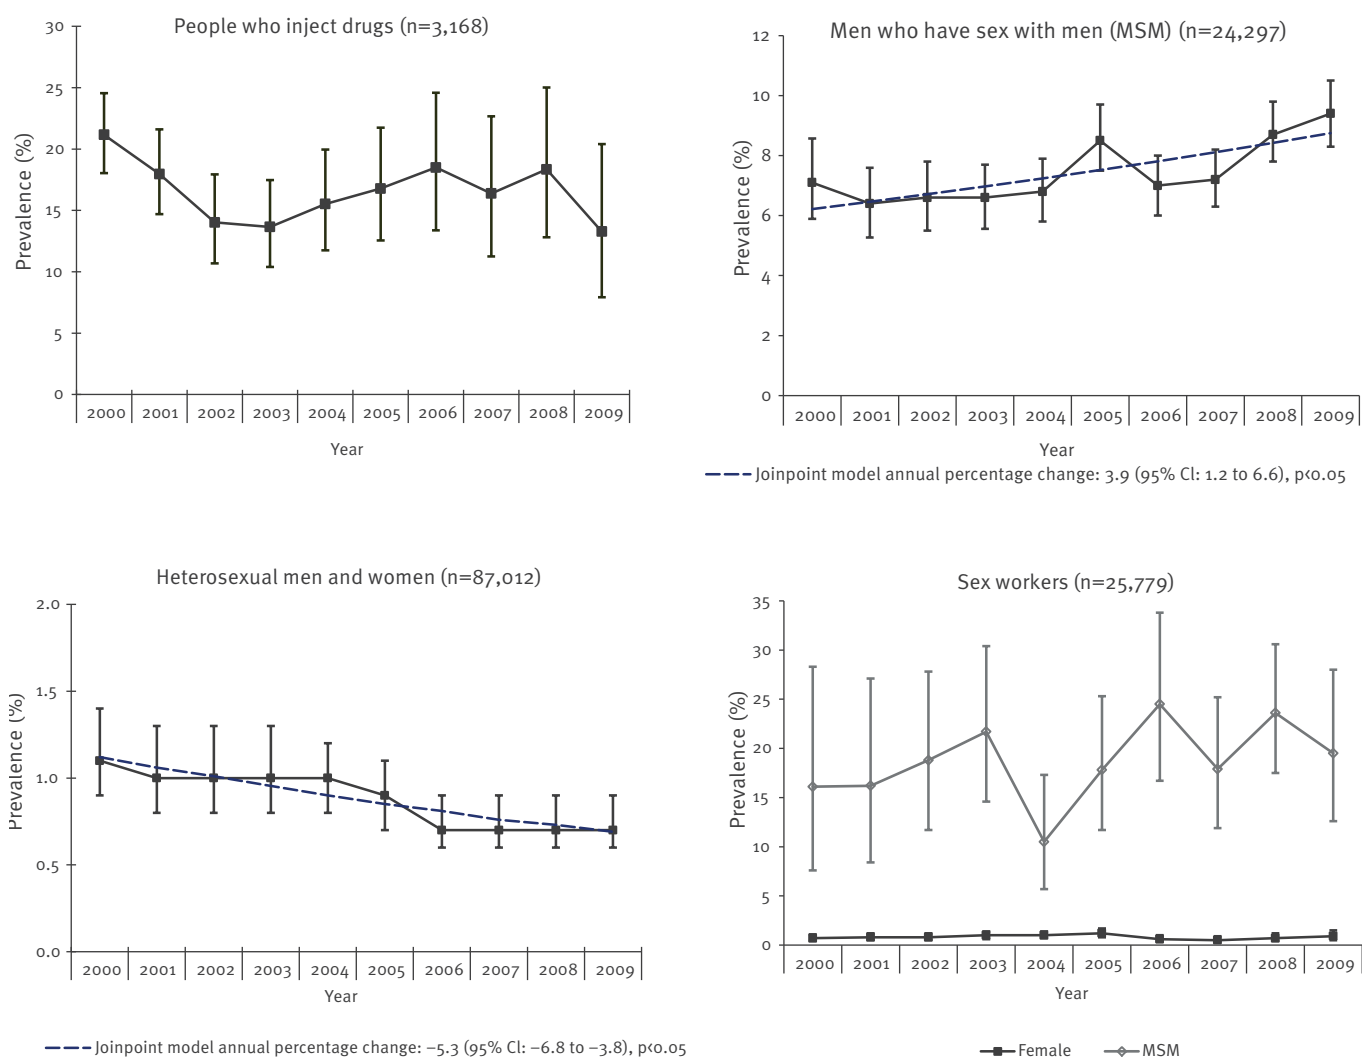 People who inject drugs (n=3,168)
30
25
20
15
10
5
0
Prevalence (%)
2000 2001 2002 2003 2004 2005 2006 2007 2008 2009
Year
Men who have sex with men (MSM) (n=24,297)
12
10
8
6
4
2
0
Prevalence (%)
2000 2001 2002 2003 2004 2005 2006 2007 2008 2009
Year
Joinpoint model annual percentage change: 3.9 (95% Cl: 1.2 to 6.6), p<0.05
Heterosexual men and women (n=87,012)
2.0
1.5
1.0
0.5
0.0
Prevalence (%)
2000 2001 2002 2003 2004 2005 2006 2007 2008 2009
Year
Joinpoint model annual percentage change: –5.3 (95% Cl: –6.8 to –3.8), p<0.05
Sex workers (n=25,779)
35
30
25
20
15
10
5
0
Prevalence (%)
2000 2001 2002 2003 2004 2005 2006 2007 2008 2009
Year
Female MSM